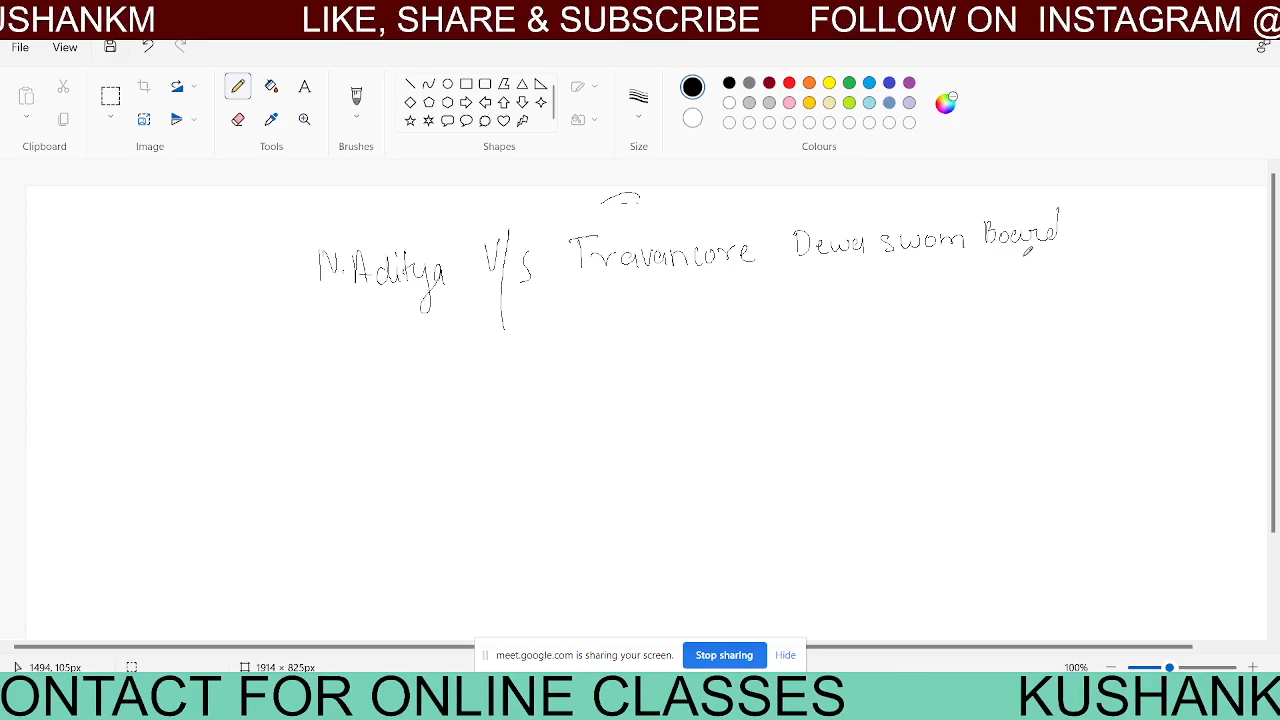 USHANKM LIKE, SHARE & SUBSCRIBE FOLLOW ON INSTAGRAM @
File View
Clipboard Image Tools Brushes Shapes Size Colours
N. Aditya V/S Travancore Dewa swom Board
meet.google.com is sharing your screen. Stop sharing Hide
1494, 105px 1914 × 825px 100%
ONTACT FOR ONLINE CLASSES KUSHANK